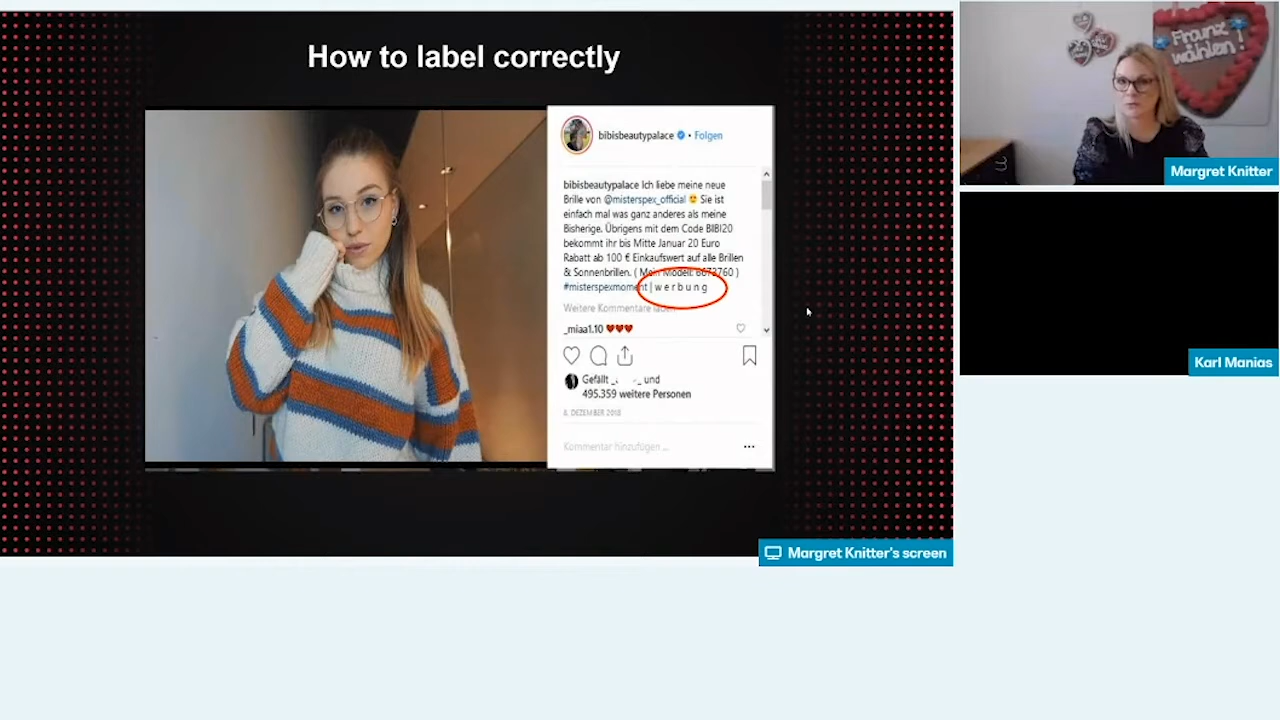 How to label correctly
bibisbeautypalace • Folgen
bibisbeautypalace Ich liebe meine neue
Brille von @misterspex_official 😍 Sie ist
einfach mal was ganz anderes als meine
Bisherige. Übrigens mit dem Code BIBI20
bekommt ihr bis Mitte Januar 20 Euro
Rabatt ab 100 € Einkaufswert auf alle Brillen
& Sonnenbrillen. ( Mein Modell: 6673760 )
#misterspexmoment | w e r b u n g
Weitere Kommentare laden
_miaa1.10 ♥♥♥
Gefällt _ und
495.359 weitere Personen
8. DEZEMBER 2018
Kommentar hinzufügen ...
Margret Knitter's screen
Franz
wählen!
Margret Knitter
Karl Manias